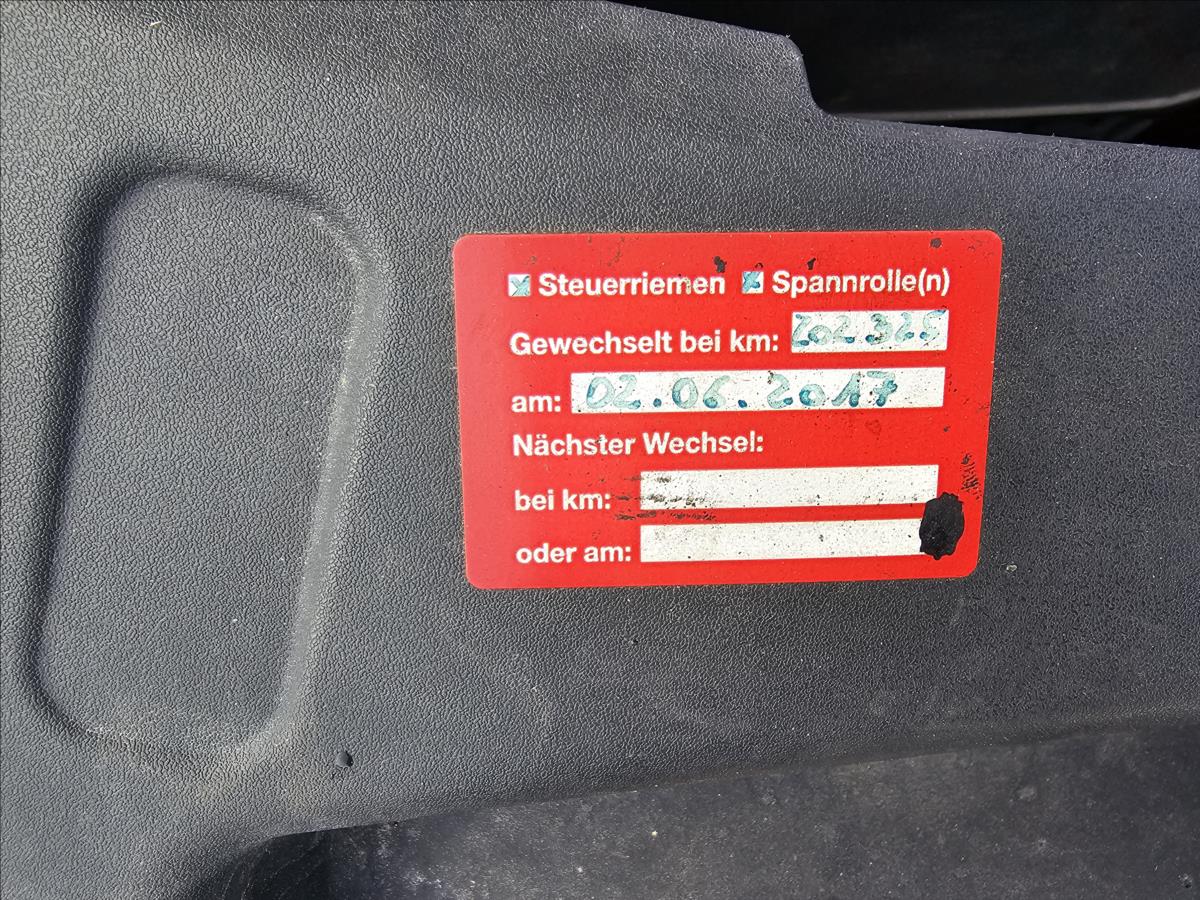 Steuerriemen Spannrolle(n)
Gewechselt bei km: 202 325
am: 02.06.2017
Nächster Wechsel:
bei km:
oder am: